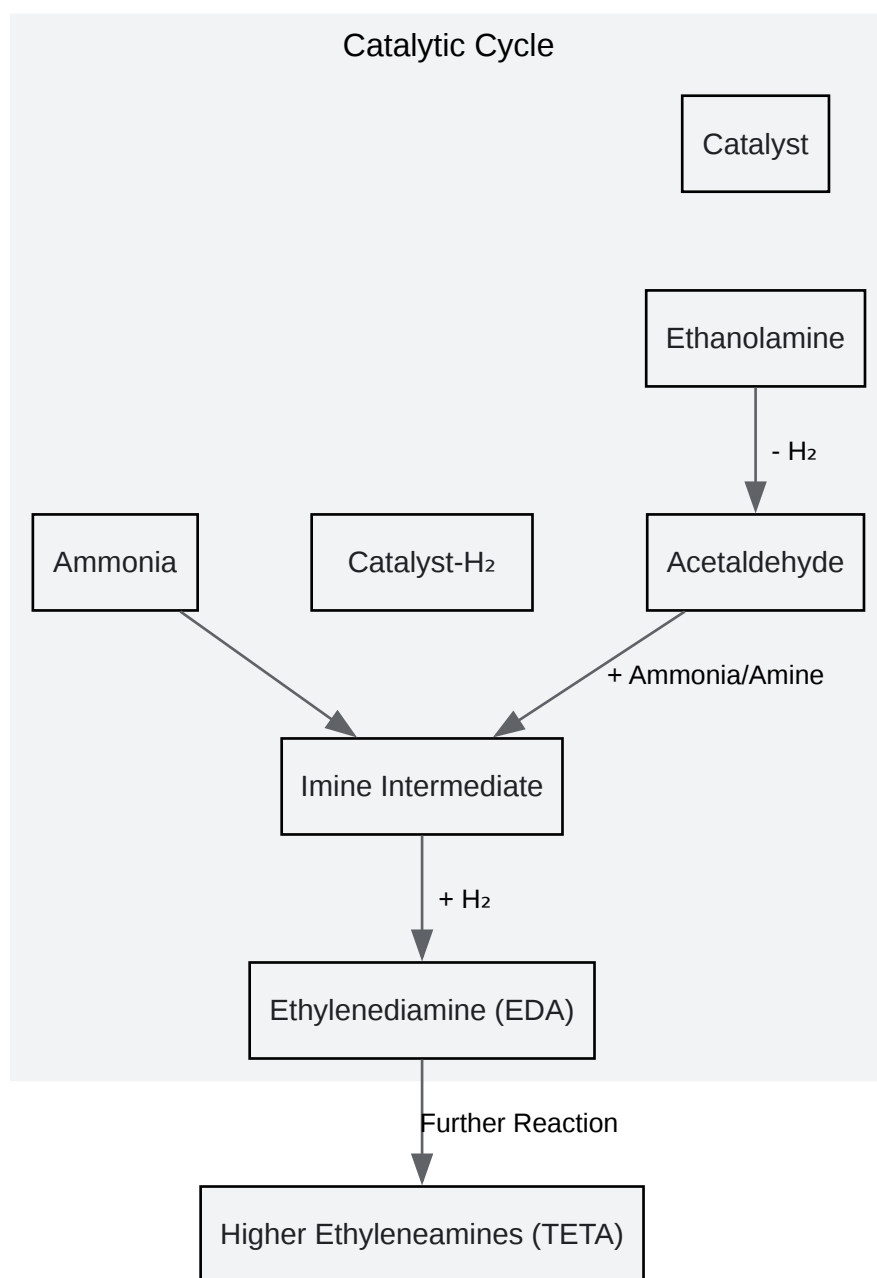 Catalytic Cycle
Catalyst
Ethanolamine
- H₂
Ammonia
Catalyst-H₂
Acetaldehyde
+ Ammonia/Amine
Imine Intermediate
+ H₂
Ethylenediamine (EDA)
Further Reaction
Higher Ethyleneamines (TETA)